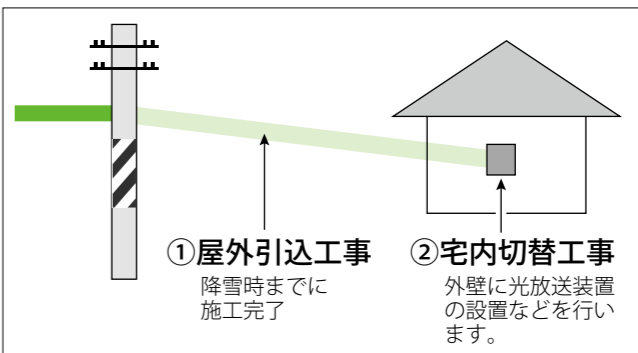 ①屋外引込工事
降雪時までに
施工完了
②宅内切替工事
外壁に光放送装置
の設置などを行い
ます。